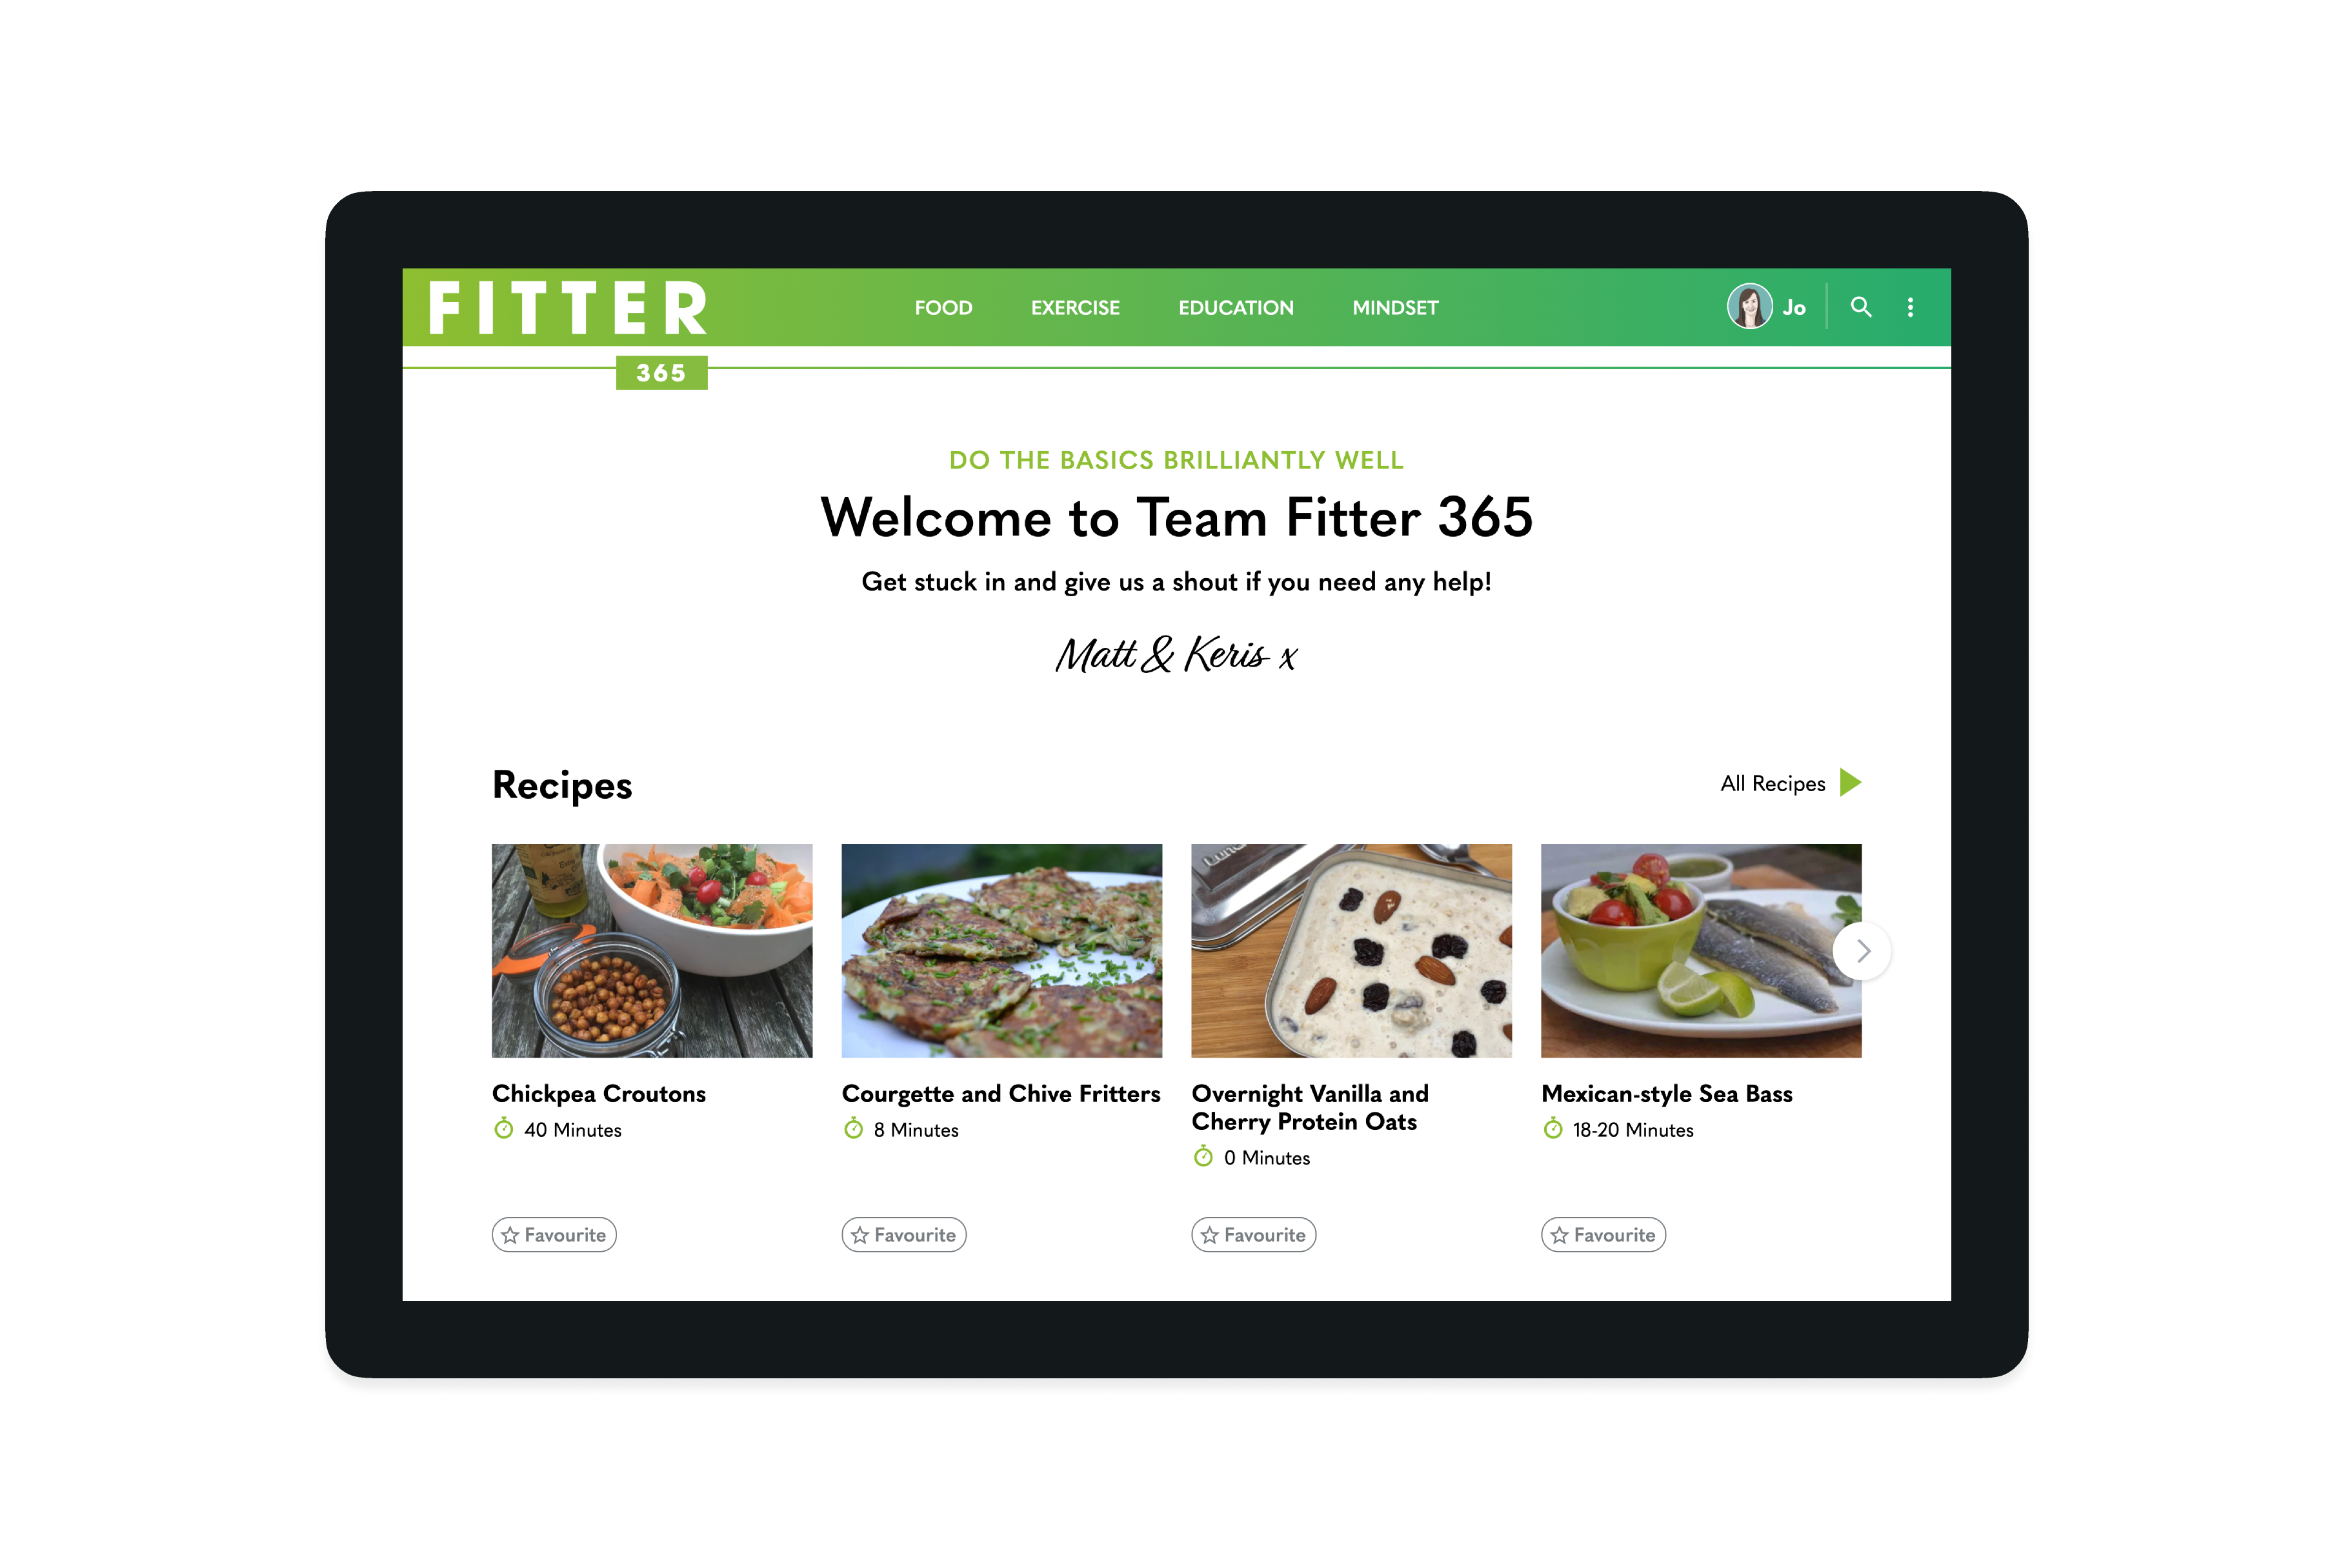 FITTER
365
FOOD
EXERCISE
EDUCATION
MINDSET
Jo
DO THE BASICS BRILLIANTLY WELL
Welcome to Team Fitter 365
Get stuck in and give us a shout if you need any help!
Matt & Keris x
Recipes
All Recipes
Chickpea Croutons
40 Minutes
Favourite
Courgette and Chive Fritters
8 Minutes
Favourite
Overnight Vanilla and
Cherry Protein Oats
0 Minutes
Favourite
Mexican-style Sea Bass
18-20 Minutes
Favourite